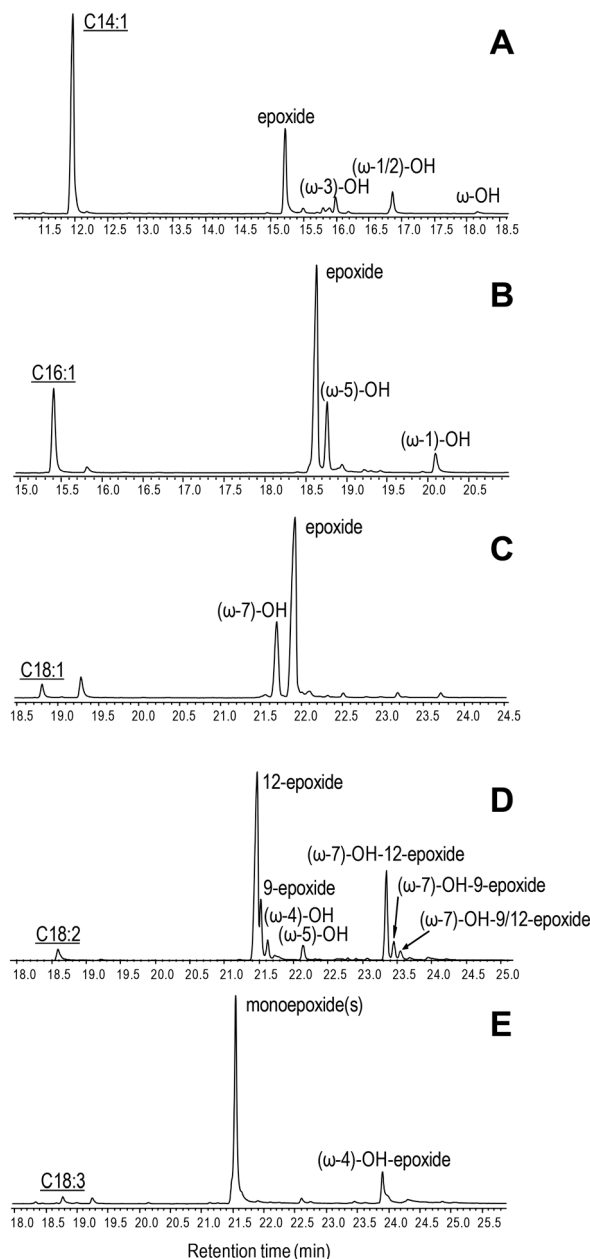 C14:1
A
epoxide
(ω-1/2)-OH
(ω-3)-OH
ω-OH
11.5 12.0 12.5 13.0 13.5 14.0 14.5 15.0 15.5 16.0 16.5 17.0 17.5 18.0 18.5
epoxide
B
C16:1
(ω-5)-OH
(ω-1)-OH
15.0 15.5 16.0 16.5 17.0 17.5 18.0 18.5 19.0 19.5 20.0 20.5
epoxide
C
(ω-7)-OH
C18:1
18.5 19.0 19.5 20.0 20.5 21.0 21.5 22.0 22.5 23.0 23.5 24.0 24.5
12-epoxide
D
(ω-7)-OH-12-epoxide
9-epoxide
(ω-7)-OH-9-epoxide
(ω-4)-OH
(ω-7)-OH-9/12-epoxide
C18:2
(ω-5)-OH
18.0 18.5 19.0 19.5 20.0 20.5 21.0 21.5 22.0 22.5 23.0 23.5 24.0 24.5 25.0
monoepoxide(s)
E
(ω-4)-OH-epoxide
C18:3
18.0 18.5 19.0 19.5 20.0 20.5 21.0 21.5 22.0 22.5 23.0 23.5 24.0 24.5 25.0 25.5
Retention time (min)